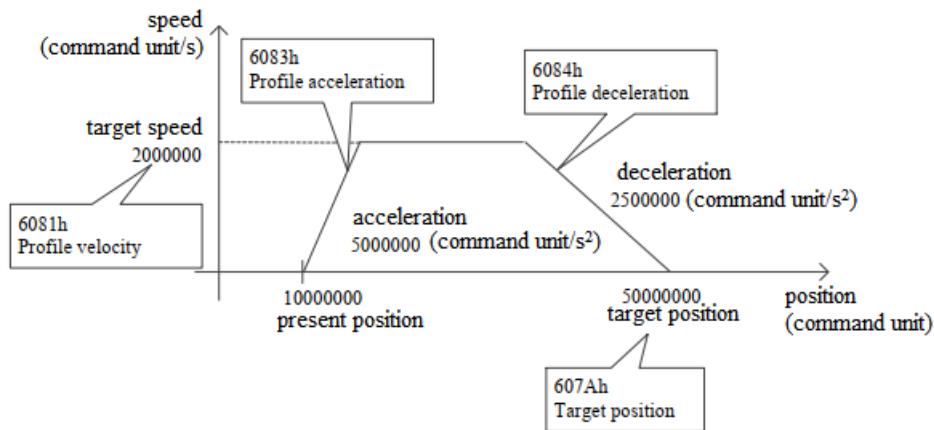 speed
(command unit/s)
6083h
Profile acceleration
6084h
Profile deceleration
target speed
2000000
deceleration
2500000 (command unit/s²)
6081h
Profile velocity
acceleration
5000000 (command unit/s²)
10000000
present position
50000000
target position
position
(command unit)
607Ah
Target position